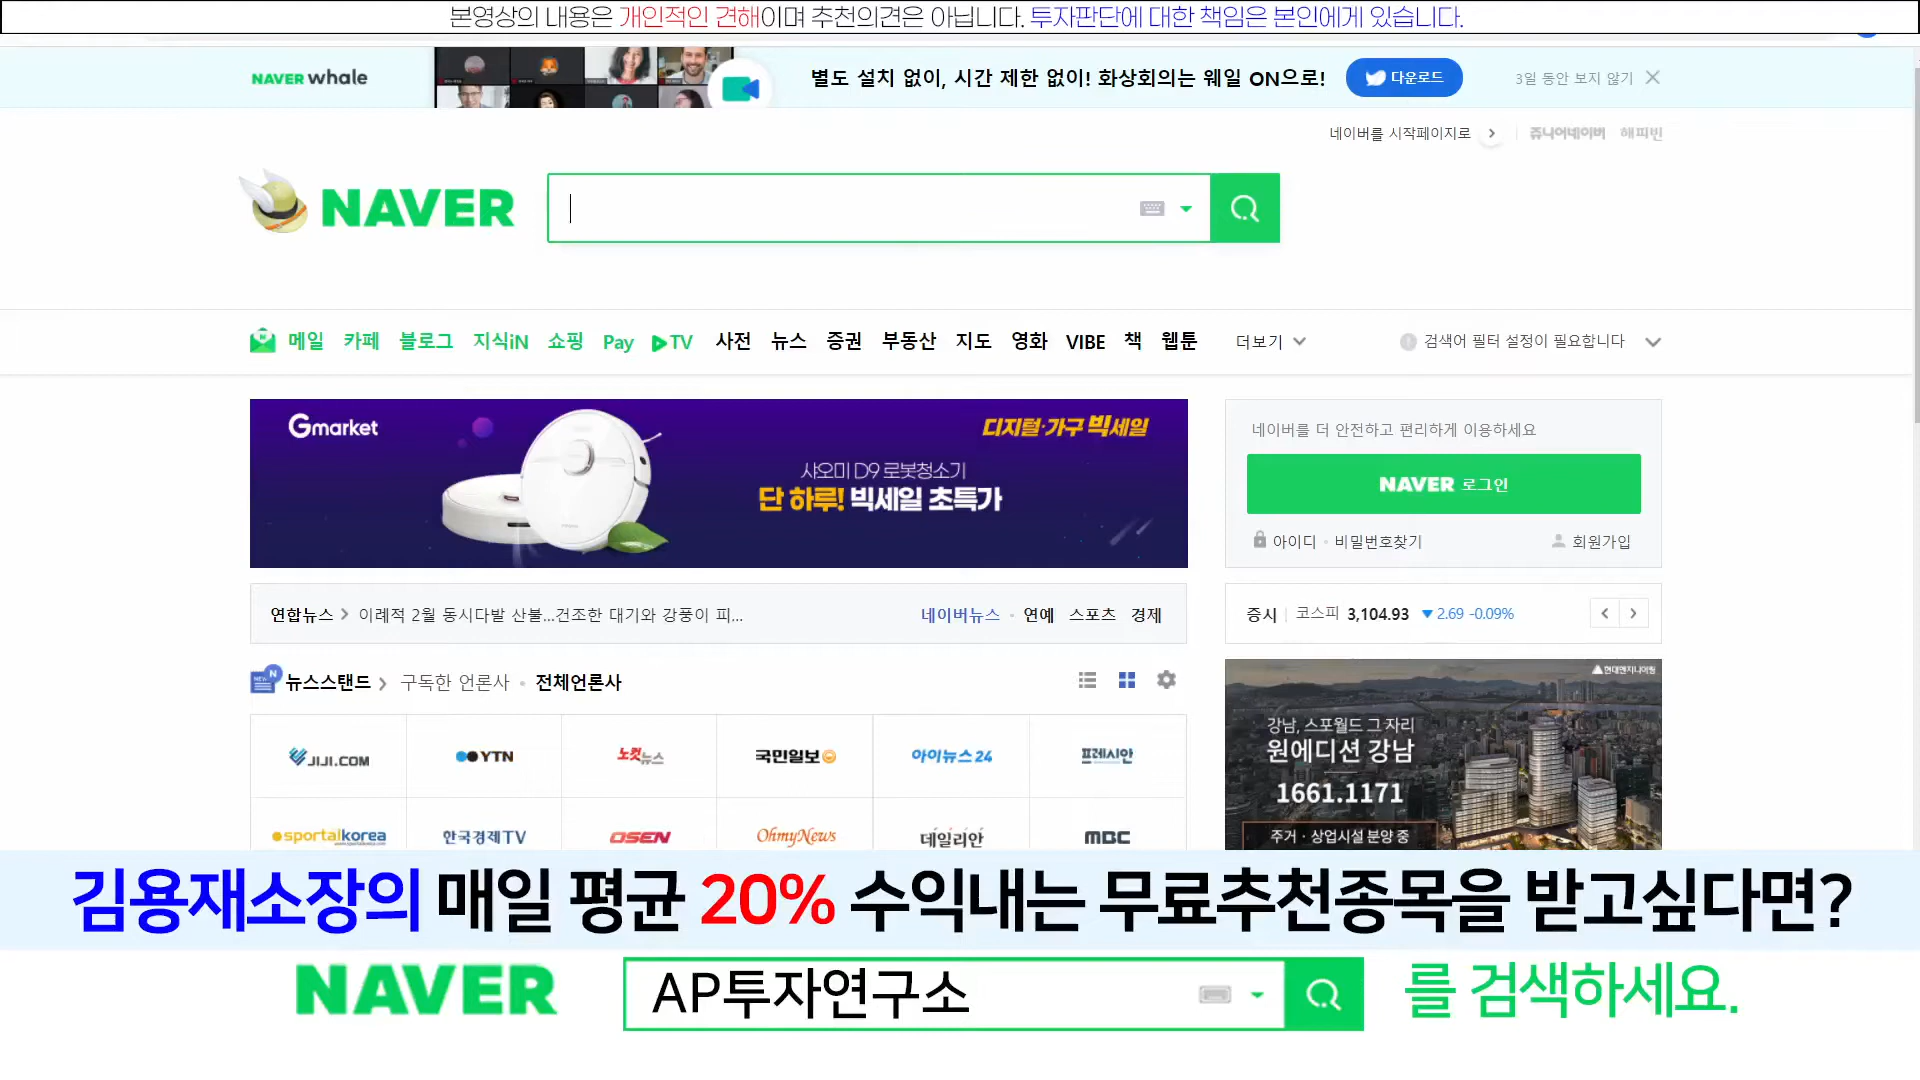 본영상의 내용은 개인적인 견해이며 추천의견은 아닙니다. 투자판단에 대한 책임은 본인에게 있습니다.
NAVER whale
별도 설치 없이, 시간 제한 없이! 화상회의는 웨일 ON으로!
다운로드
3일 동안 보지 않기
네이버를 시작페이지로
쥬니어네이버 해피빈
NAVER
메일 카페 블로그 지식iN 쇼핑 Pay TV 사전 뉴스 증권 부동산 지도 영화 VIBE 책 웹툰 더보기
검색어 필터 설정이 필요합니다
Gmarket
디지털·가구 빅세일
샤오미 D9 로봇청소기
단 하루! 빅세일 초특가
네이버를 더 안전하고 편리하게 이용하세요
NAVER 로그인
아이디 · 비밀번호찾기 회원가입
연합뉴스 > 이례적 2월 동시다발 산불...건조한 대기와 강풍이 피...
네이버뉴스 · 연예 스포츠 경제
증시 코스피 3,104.93 ▼2.69 -0.09%
뉴스스탠드 > 구독한 언론사 · 전체언론사
JIJI.COM YTN 노컷뉴스 국민일보 아이뉴스24 프레시안
sportalkorea 한국경제TV OSEN OhmyNews 데일리안 MBC
현대엔지니어링
강남, 스포월드 그 자리
원에디션 강남
1661.1171
주거 · 상업시설 분양 중
김용재소장의 매일 평균 20% 수익내는 무료추천종목을 받고싶다면?
NAVER AP투자연구소 를 검색하세요.